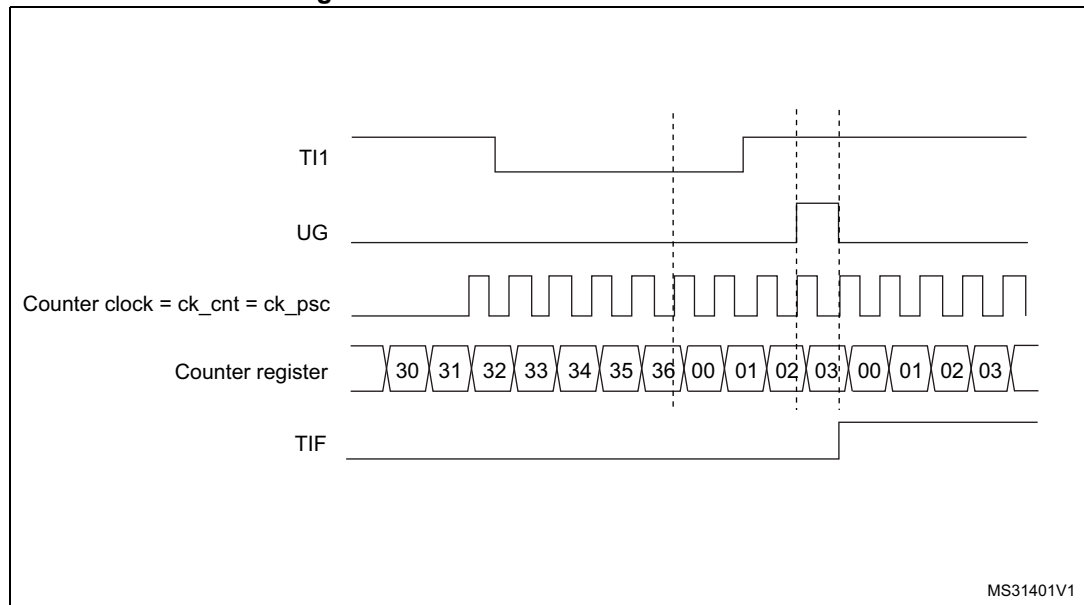 TI1
UG
Counter clock = ck_cnt = ck_psc
Counter register 30 31 32 33 34 35 36 00 01 02 03 00 01 02 03
TIF
MS31401V1